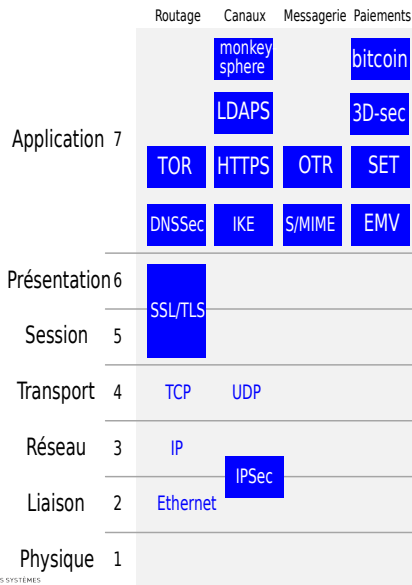 Routage Canaux Messagerie Paiements
monkey-
sphere
bitcoin
LDAPS
3D-sec
Application 7
TOR HTTPS OTR SET
DNSSec IKE S/MIME EMV
Présentation 6
SSL/TLS
Session 5
Transport 4 TCP UDP
Réseau 3 IP
IPSec
Liaison 2 Ethernet
Physique 1
S SYSTÈMES